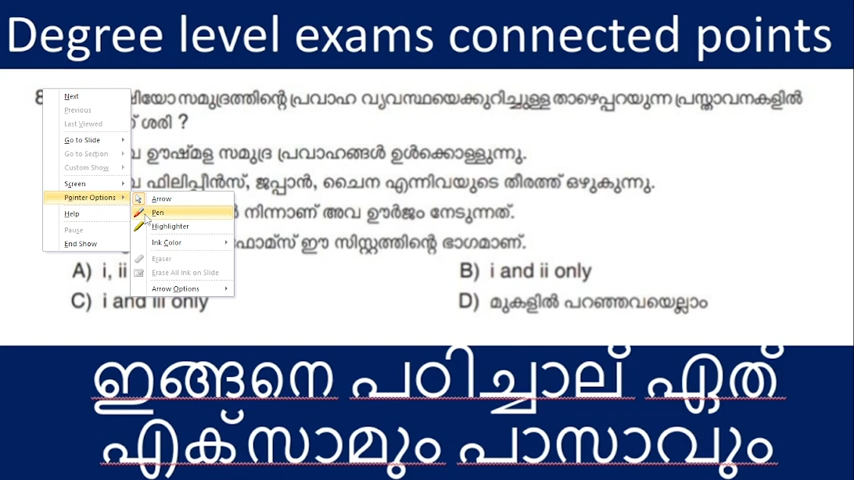 Degree level exams connected points
8
ഷിയോ സമുദ്രത്തിന്റെ പ്രവാഹ വ്യവസ്ഥയെക്കുറിച്ചുള്ള താഴെപ്പറയുന്ന പ്രസ്താവനകളിൽ
ശരി ?
ഊഷ്മള സമുദ്ര പ്രവാഹങ്ങൾ ഉൾക്കൊള്ളുന്നു.
ഫിലിപ്പീൻസ്, ജപ്പാൻ, ചൈന എന്നിവയുടെ തീരത്ത് ഒഴുകുന്നു.
നിന്നാണ് അവ ഊർജം നേടുന്നത്.
ഫോമ്സ് ഈ സിസ്റ്റത്തിന്റെ ഭാഗമാണ്.
A) i, ii
B) i and ii only
C) i and iii only
D) മുകളിൽ പറഞ്ഞവയെല്ലാം
Next
Previous
Last Viewed
Go to Slide
Go to Section
Custom Show
Screen
Pointer Options
Help
Pause
End Show
Arrow
Pen
Highlighter
Ink Color
Eraser
Erase All Ink on Slide
Arrow Options
ഇങ്ങനെ പഠിച്ചാല് ഏത്
എക്സാമും പാസാവും